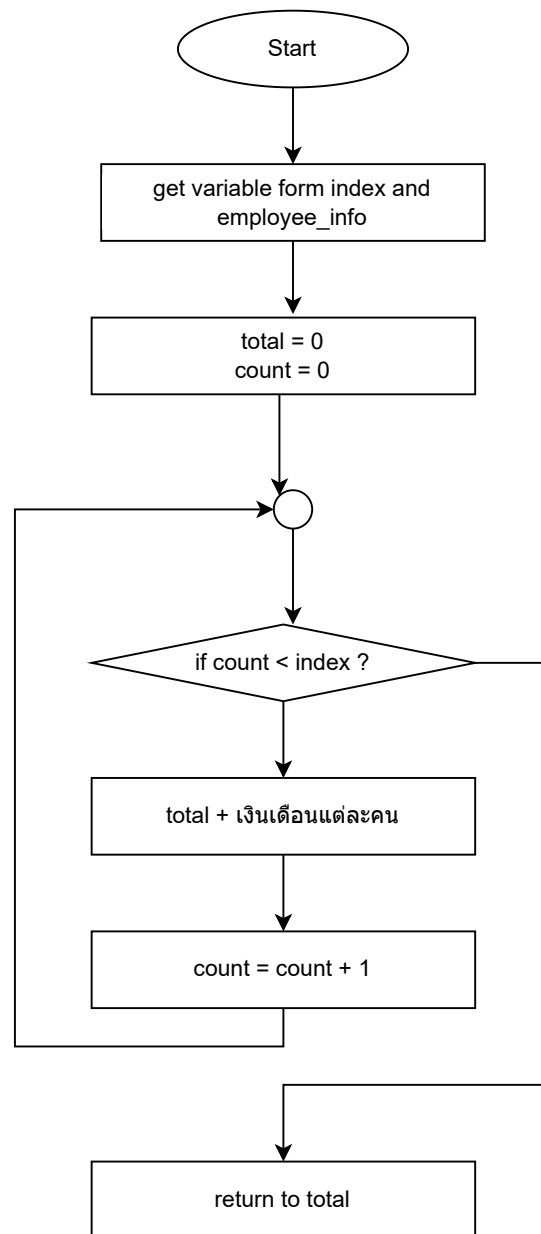 Start
get variable form index and
employee_info
total = 0
count = 0
if count < index ?
total + เงินเดือนแต่ละคน
count = count + 1
return to total